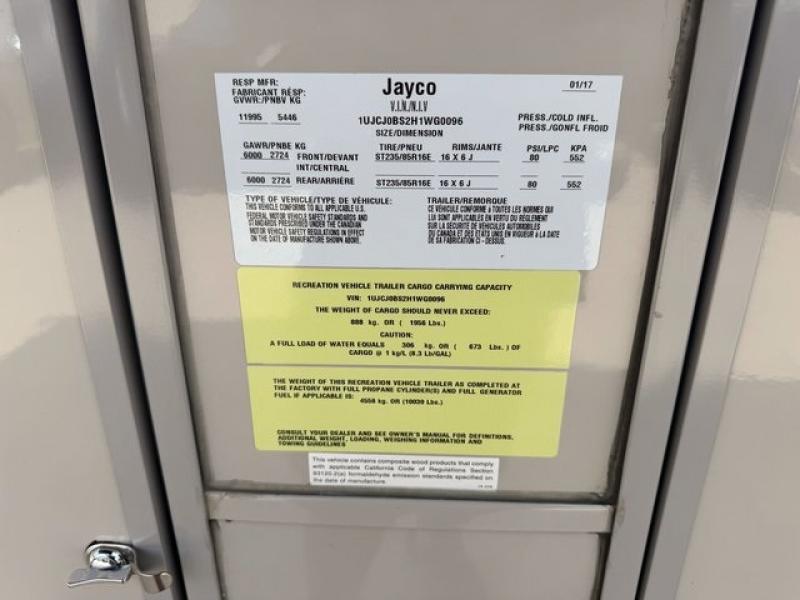 RESP MFR:
FABRICANT RÉSP:
GVWR:/PNBV KG
Jayco
01/17
V.I.N./N.I.V
11995 5446
1UJCJ0BS2H1WG0096
SIZE/DIMENSION
PRESS./COLD INFL.
PRESS./GONFL FROID
GAWR/PNBE KG
TIRE/PNEU
RIMS/JANTE
PSI/LPC
KPA
6000 2724 FRONT/DEVANT ST235/85R16E 16 X 6 J 80 552
INT/CENTRAL
6000 2724 REAR/ARRIÈRE ST235/85R16E 16 X 6 J 80 552
TYPE OF VEHICLE/TYPE DE VÉHICULE:
TRAILER/REMORQUE
THIS VEHICLE CONFORMS TO ALL APPLICABLE U.S.
FEDERAL MOTOR VEHICLE SAFETY STANDARDS AND
STANDARDS PRESCRIBED UNDER THE CANADIAN
MOTOR VEHICLE SAFETY REGULATIONS IN EFFECT
ON THE DATE OF MANUFACTURE SHOWN ABOVE.
CE VÉHICULE CONFORME A TOUTES LES NORMES QUI
LUI SONT APPLICABLES EN VERTU DU RÈGLEMENT
SUR LA SÉCURITÉ DE VÉHICULES AUTOMOBILES
DU CANADA ET DES ETATS UNIS EN VIGUEUR à LA DATE
DE SA FABRICATION CI - DESSUS.
RECREATION VEHICLE TRAILER CARGO CARRYING CAPACITY
VIN: 1UJCJ0BS2H1WG0096
THE WEIGHT OF CARGO SHOULD NEVER EXCEED:
888 kg. OR ( 1956 Lbs.)
CAUTION:
A FULL LOAD OF WATER EQUALS 306 kg. OR ( 673 Lbs. ) OF
CARGO @ 1 kg/L (8.3 Lb/GAL)
THE WEIGHT OF THIS RECREATION VEHICLE TRAILER AS COMPLETED AT
THE FACTORY WITH FULL PROPANE CYLINDER(S) AND FULL GENERATOR
FUEL IF APPLICABLE IS:
4558 kg. OR (10039 Lbs.)
CONSULT YOUR DEALER AND SEE OWNER'S MANUAL FOR DEFINITIONS,
ADDITIONAL WEIGHT, LOADING, WEIGHING INFORMATION AND
TOWING GUIDELINES
This vehicle contains composite wood products that comply
with applicable California Code of Regulations Section
93120.2(a) formaldehyde emission standards specified on
the date of manufacture.